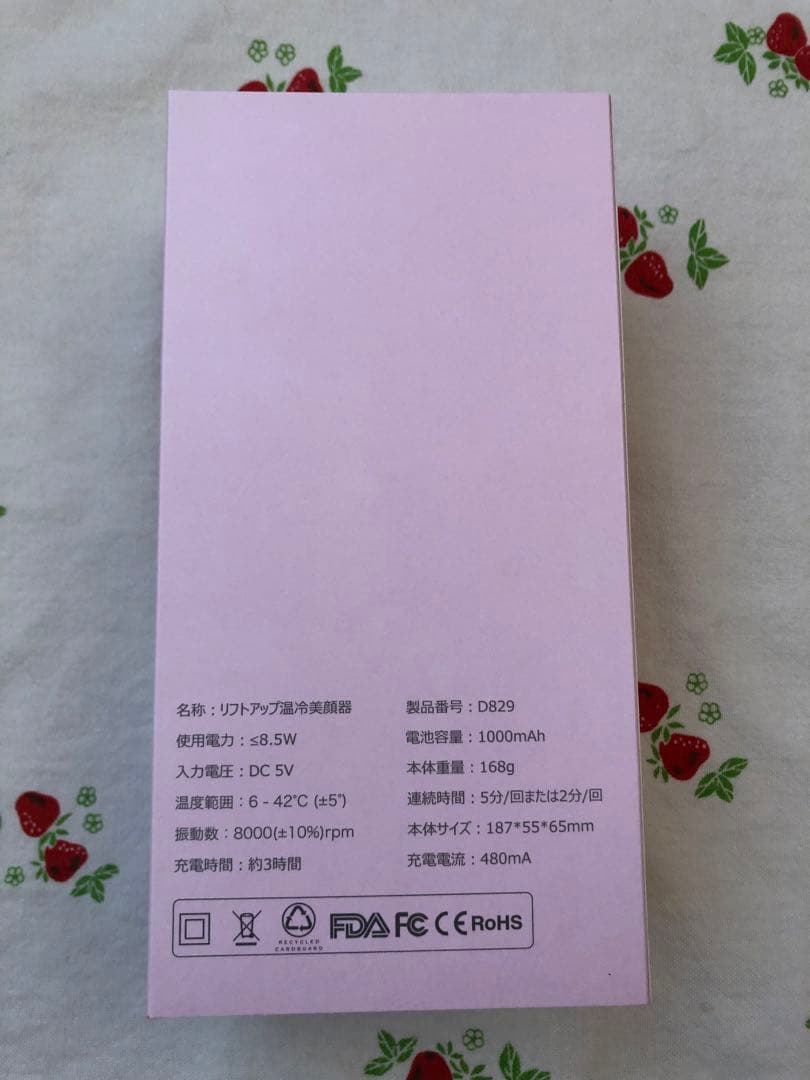 名称：リフトアップ温冷美顔器
使用電力：≤8.5W
入力電圧：DC 5V
温度範囲：6 - 42℃ (±5°)
振動数：8000(±10%)rpm
充電時間：約3時間
製品番号：D829
電池容量：1000mAh
本体重量：168g
連続時間：5分/回または2分/回
本体サイズ：187*55*65mm
充電電流：480mA
RECYCLED
CARDBOARD
FDA FC CE RoHS